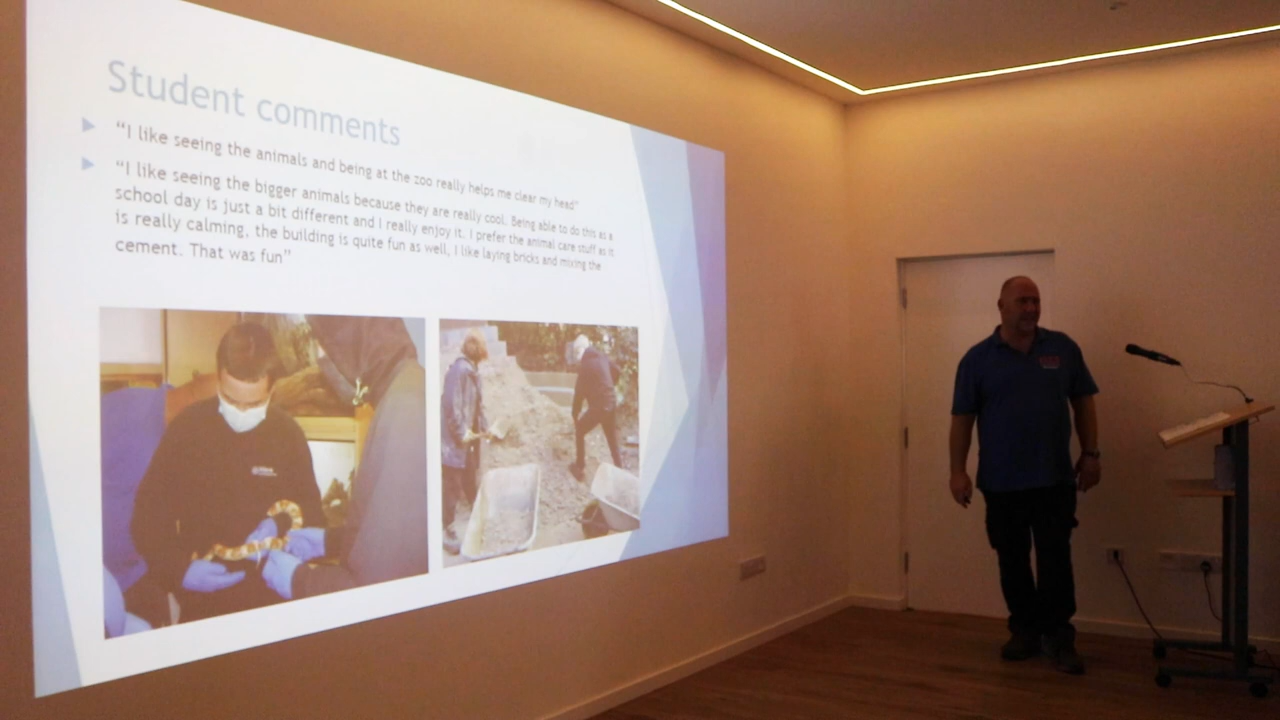 Student comments
“I like seeing the animals and being at the zoo really helps me clear my head”
“I like seeing the bigger animals because they are really cool. Being able to do this as a
school day is just a bit different and I really enjoy it. I prefer the animal care stuff as it
is really calming, the building is quite fun as well, I like laying bricks and mixing the
cement. That was fun”